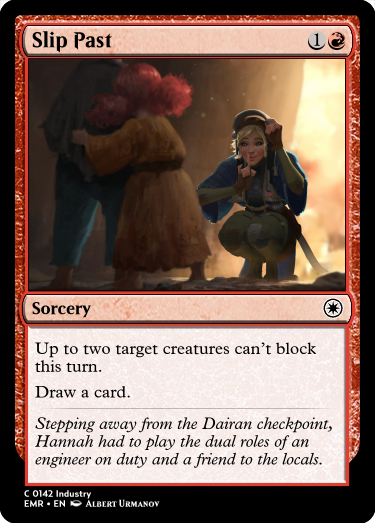 Slip Past
1
Sorcery
Up to two target creatures can't block
this turn.
Draw a card.
Stepping away from the Dairan checkpoint,
Hannah had to play the dual roles of an
engineer on duty and a friend to the locals.
C 0142 Industry
EMR • EN Albert Urmanov